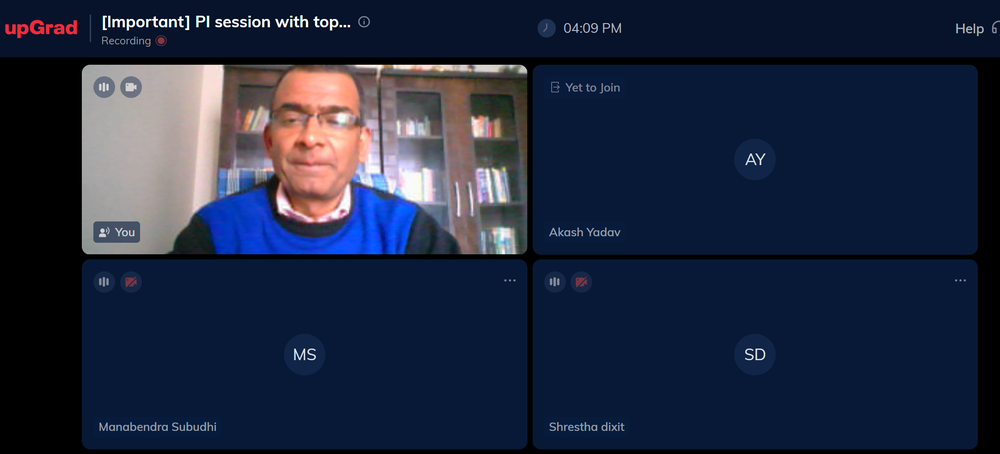 upGrad
[Important] PI session with top...
Recording
04:09 PM
Help
You
Yet to Join
AY
Akash Yadav
MS
Manabendra Subudhi
SD
Shrestha dixit